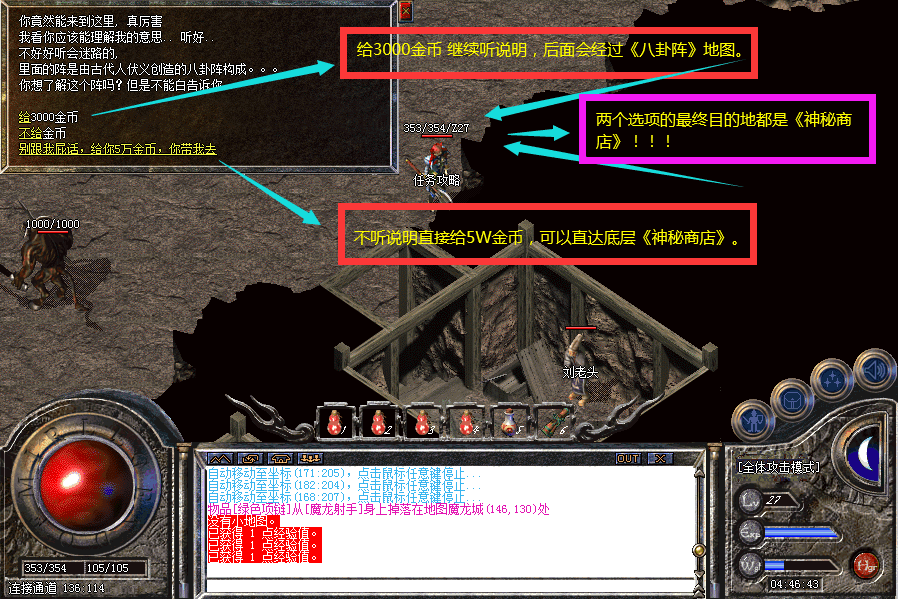 你竟然能来到这里, 真厉害
我看你应该能理解我的意思.. 听好..
不好好听会迷路的,
里面的阵是由古代人伏义创造的八卦阵构成。。。
你想了解这个阵吗? 但是不能白告诉你
给3000金币
不给金币
别跟我屁话，给你5万金币，你带我去
给3000金币 继续听说明，后面会经过《八卦阵》地图。
两个选项的最终目的地都是《神秘商
店》！！！
353/354/Z27
任务攻略
1000/1000
不听说明直接给5W金币，可以直达底层《神秘商店》。
刘老头
1
2
3
4
5
6
OUT
自动移动至坐标(171:205)，点击鼠标任意键停止...
自动移动至坐标(182:204)，点击鼠标任意键停止...
自动移动至坐标(168:207)，点击鼠标任意键停止...
物品[绿色项链]从[魔龙射手]身上掉落在地图魔龙城(146,130)处
没有小地图。
已获得 1 点经验值。
已获得 1 点经验值。
已获得 1 点经验值。
353/354
105/105
连接通道 136:114
[全体攻击模式]
Lv
27
Exp
Wgt
Hgr
04:46:43